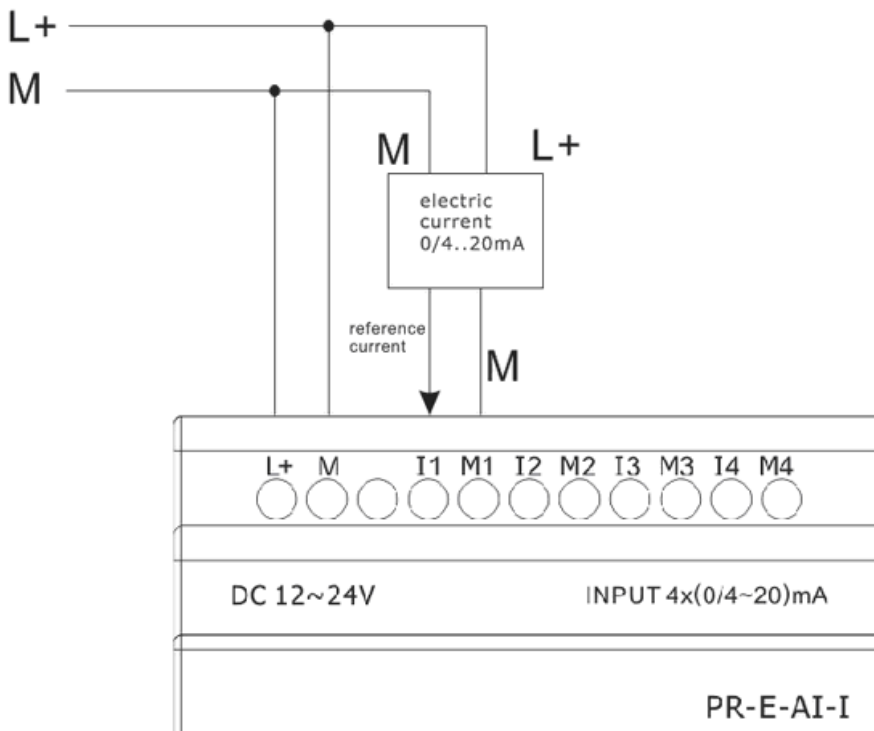 L+
M
M
L+
electric
current
0/4..20mA
reference
current
M
L+ M I1 M1 I2 M2 I3 M3 I4 M4
DC 12~24V
INPUT 4x(0/4~20)mA
PR-E-AI-I